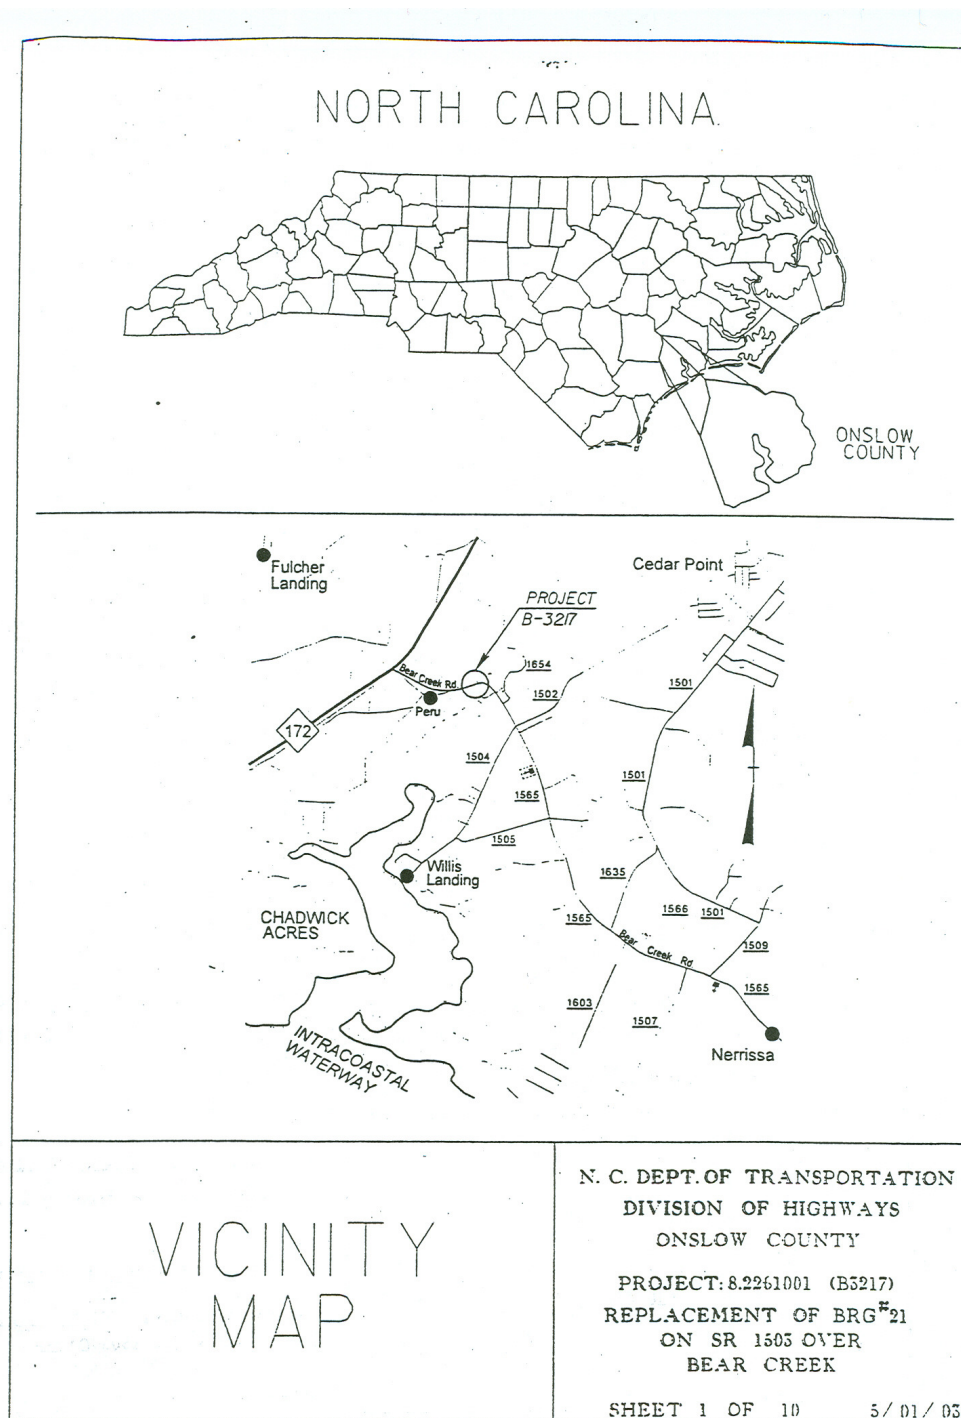 NORTH CAROLINA
ONSLOW
COUNTY
Fulcher
Landing
Cedar Point
PROJECT
B-3217
1654
Bear Creek Rd.
1502
1501
Peru
172
1504
1501
1565
1505
Willis
Landing
1635
CHADWICK
ACRES
1565
1566
1501
Bear Creek Rd
1509
1565
1603
1507
INTRACOASTAL
WATERWAY
Nerrissa
VICINITY
MAP
N. C. DEPT. OF TRANSPORTATION
DIVISION OF HIGHWAYS
ONSLOW COUNTY
PROJECT: 8.2261001 (B3217)
REPLACEMENT OF BRG#21
ON SR 1503 OVER
BEAR CREEK
SHEET 1 OF 10 5/01/03